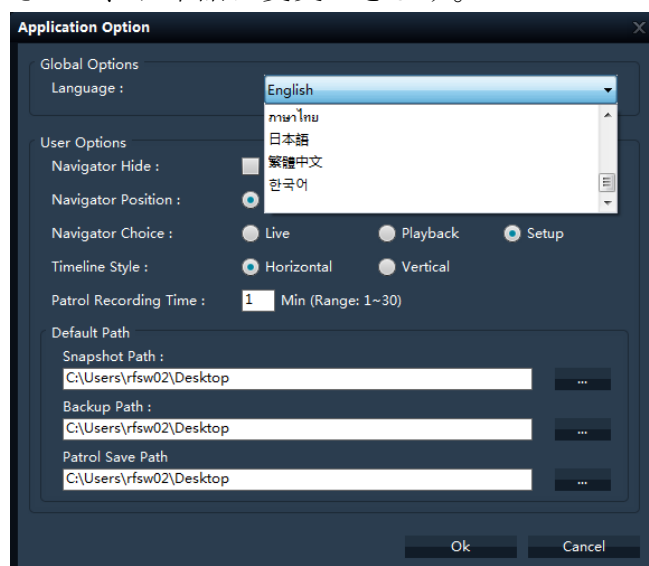 Application Option
X
Global Options
Language : English
ภาษาไทย
日本語
繁體中文
한국어
User Options
Navigator Hide :
Navigator Position :
Navigator Choice : Live Playback Setup
Timeline Style : Horizontal Vertical
Patrol Recording Time : 1 Min (Range: 1~30)
Default Path
Snapshot Path :
C:\Users\rfsw02\Desktop ...
Backup Path :
C:\Users\rfsw02\Desktop ...
Patrol Save Path
C:\Users\rfsw02\Desktop ...
Ok Cancel